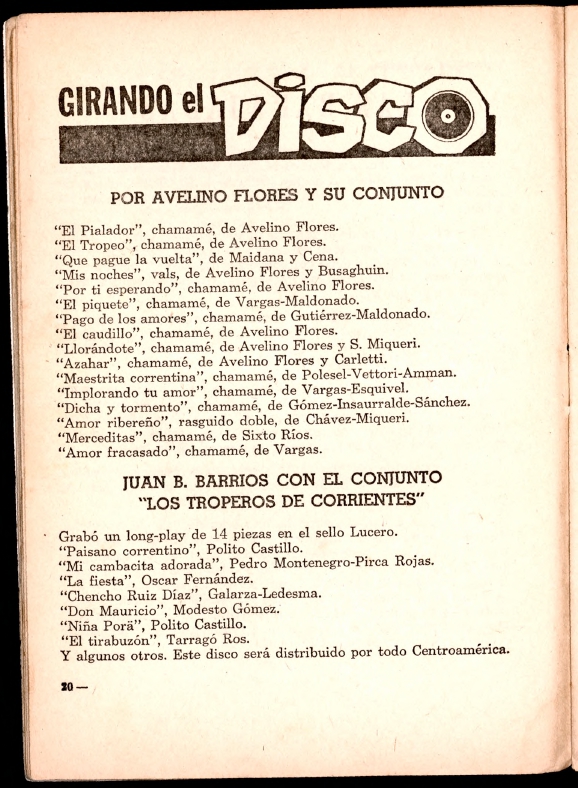 GIRANDO el DISCO
POR AVELINO FLORES Y SU CONJUNTO
"El Pialador", chamamé, de Avelino Flores.
"El Tropeo", chamamé, de Avelino Flores.
"Que pague la vuelta", de Maidana y Cena.
"Mis noches", vals, de Avelino Flores y Busaghuin.
"Por ti esperando", chamamé, de Avelino Flores.
"El piquete", chamamé, de Vargas-Maldonado.
"Pago de los amores", chamamé, de Gutiérrez-Maldonado.
"El caudillo", chamamé, de Avelino Flores.
"Llorándote", chamamé, de Avelino Flores y S. Miqueri.
"Azahar", chamamé, de Avelino Flores y Carletti.
"Maestrita correntina", chamamé, de Polesel-Vettori-Amman.
"Implorando tu amor", chamamé, de Vargas-Esquivel.
"Dicha y tormento", chamamé, de Gómez-Insaurralde-Sánchez.
"Amor ribereño", rasguido doble, de Chávez-Miqueri.
"Merceditas", chamamé, de Sixto Ríos.
"Amor fracasado", chamamé, de Vargas.
JUAN B. BARRIOS CON EL CONJUNTO
"LOS TROPEROS DE CORRIENTES"
Grabó un long-play de 14 piezas en el sello Lucero.
"Paisano correntino", Polito Castillo.
"Mi cambacita adorada", Pedro Montenegro-Pirca Rojas.
"La fiesta", Oscar Fernández.
"Chencho Ruiz Díaz", Galarza-Ledesma.
"Don Mauricio", Modesto Gómez.
"Niña Porä", Polito Castillo.
"El tirabuzón", Tarragó Ros.
Y algunos otros. Este disco será distribuido por todo Centroamérica.
20 —